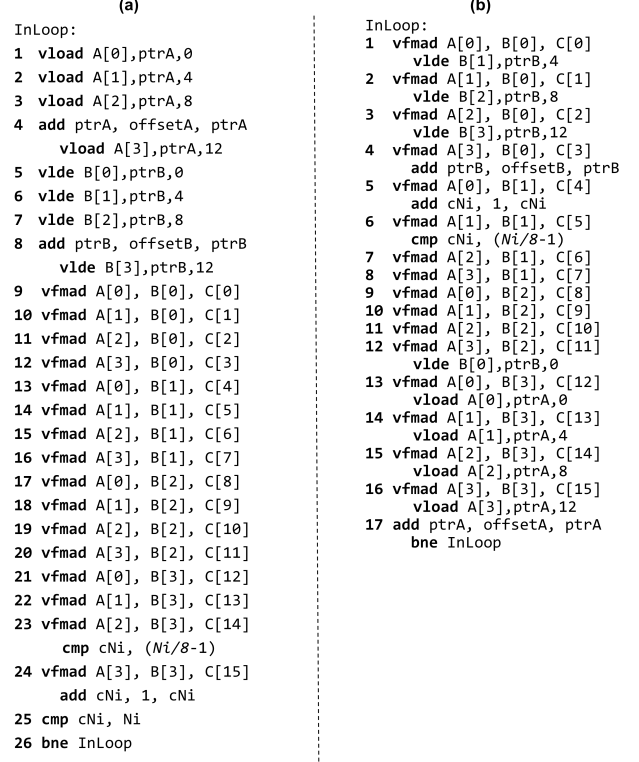 (a)
InLoop:
1 vload A[0],ptrA,0
2 vload A[1],ptrA,4
3 vload A[2],ptrA,8
4 add ptrA, offsetA, ptrA
vload A[3],ptrA,12
5 vlde B[0],ptrB,0
6 vlde B[1],ptrB,4
7 vlde B[2],ptrB,8
8 add ptrB, offsetB, ptrB
vlde B[3],ptrB,12
9 vfmad A[0], B[0], C[0]
10 vfmad A[1], B[0], C[1]
11 vfmad A[2], B[0], C[2]
12 vfmad A[3], B[0], C[3]
13 vfmad A[0], B[1], C[4]
14 vfmad A[1], B[1], C[5]
15 vfmad A[2], B[1], C[6]
16 vfmad A[3], B[1], C[7]
17 vfmad A[0], B[2], C[8]
18 vfmad A[1], B[2], C[9]
19 vfmad A[2], B[2], C[10]
20 vfmad A[3], B[2], C[11]
21 vfmad A[0], B[3], C[12]
22 vfmad A[1], B[3], C[13]
23 vfmad A[2], B[3], C[14]
cmp cNi, (Ni/8-1)
24 vfmad A[3], B[3], C[15]
add cNi, 1, cNi
25 cmp cNi, Ni
26 bne InLoop
(b)
InLoop:
1 vfmad A[0], B[0], C[0]
vlde B[1],ptrB,4
2 vfmad A[1], B[0], C[1]
vlde B[2],ptrB,8
3 vfmad A[2], B[0], C[2]
vlde B[3],ptrB,12
4 vfmad A[3], B[0], C[3]
add ptrB, offsetB, ptrB
5 vfmad A[0], B[1], C[4]
add cNi, 1, cNi
6 vfmad A[1], B[1], C[5]
cmp cNi, (Ni/8-1)
7 vfmad A[2], B[1], C[6]
8 vfmad A[3], B[1], C[7]
9 vfmad A[0], B[2], C[8]
10 vfmad A[1], B[2], C[9]
11 vfmad A[2], B[2], C[10]
12 vfmad A[3], B[2], C[11]
vlde B[0],ptrB,0
13 vfmad A[0], B[3], C[12]
vload A[0],ptrA,0
14 vfmad A[1], B[3], C[13]
vload A[1],ptrA,4
15 vfmad A[2], B[3], C[14]
vload A[2],ptrA,8
16 vfmad A[3], B[3], C[15]
vload A[3],ptrA,12
17 add ptrA, offsetA, ptrA
bne InLoop